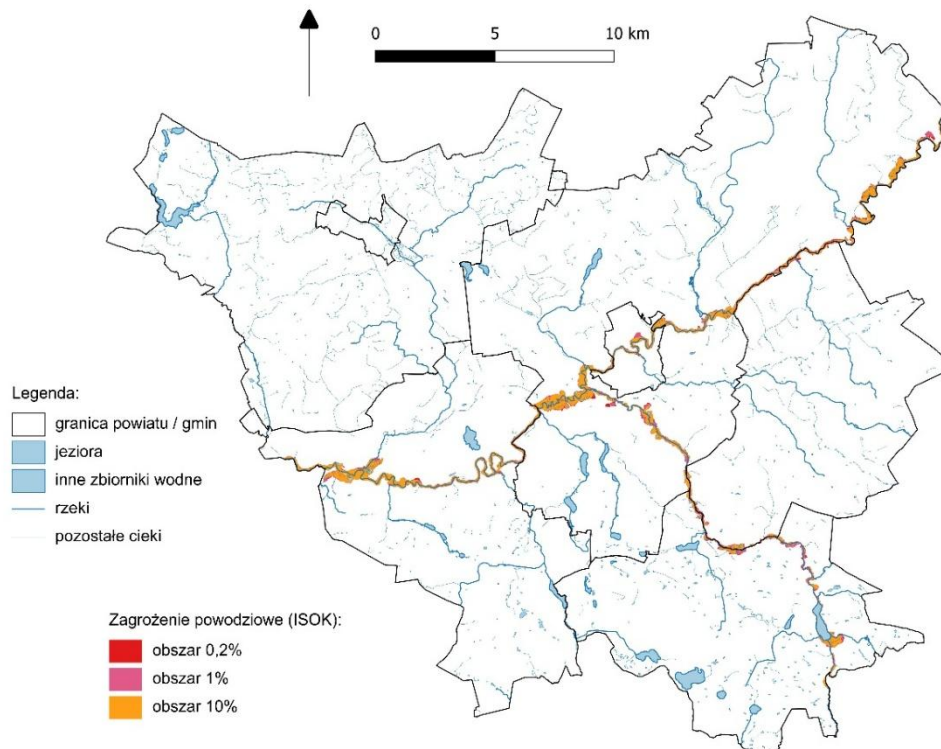 0 5 10 km
Legenda:
granica powiatu / gmin
jeziora
inne zbiorniki wodne
rzeki
pozostałe cieki
Zagrożenie powodziowe (ISOK):
obszar 0,2%
obszar 1%
obszar 10%